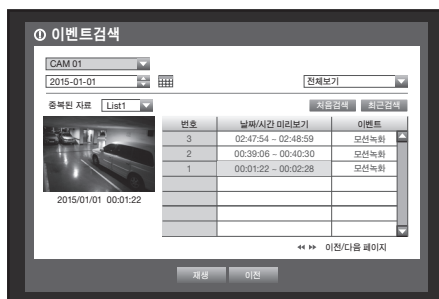 이벤트검색
CAM 01
2015-01-01
전체보기
중복된 자료 List1
처음검색 최근검색
번호 날짜/시간 미리보기 이벤트
3 02:47:54 ~ 02:48:59 모션녹화
2 00:39:06 ~ 00:40:30 모션녹화
1 00:01:22 ~ 00:02:28 모션녹화
2015/01/01 00:01:22
이전/다음 페이지
재생 이전